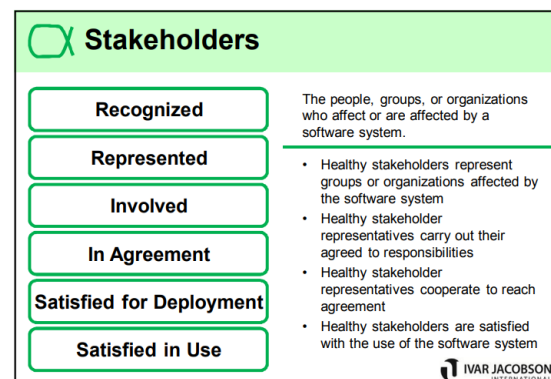 Stakeholders
Recognized
Represented
Involved
In Agreement
Satisfied for Deployment
Satisfied in Use
The people, groups, or organizations
who affect or are affected by a
software system.
• Healthy stakeholders represent
groups or organizations affected by
the software system
• Healthy stakeholder
representatives carry out their
agreed to responsibilities
• Healthy stakeholder
representatives cooperate to reach
agreement
• Healthy stakeholders are satisfied
with the use of the software system
IVAR JACOBSON
INTERNATIONAL